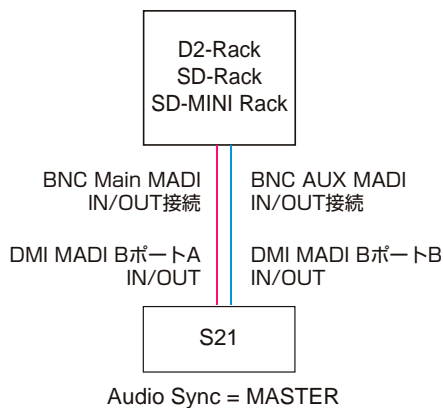 D2-Rack
SD-Rack
SD-MINI Rack
BNC Main MADI
IN/OUT接続
BNC AUX MADI
IN/OUT接続
DMI MADI BポートA
IN/OUT
DMI MADI BポートB
IN/OUT
S21
Audio Sync = MASTER